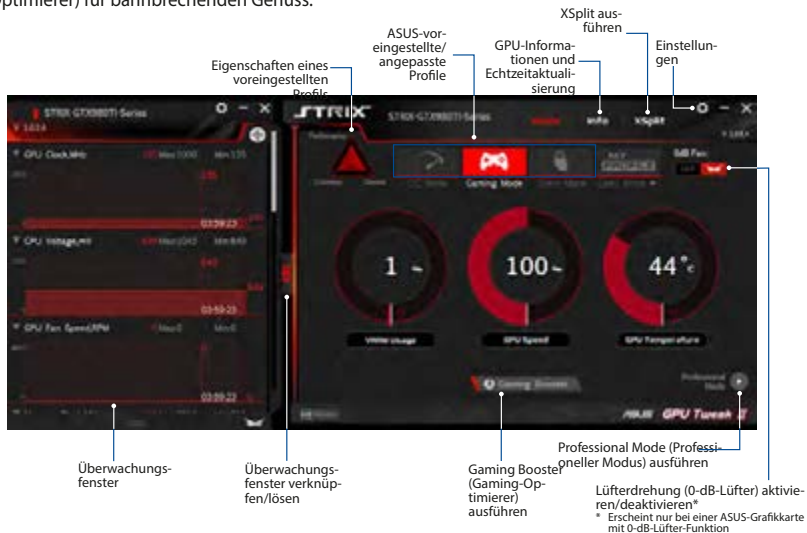 optimierer) für bahnbrechenden Genuss.
XSplit aus-
führen
ASUS-vor-
eingestellte/
angepasste
Profile
GPU-Informa-
tionen und
Echtzeitaktuali-
sierung
Einstellun-
gen
Eigenschaften eines
voreingestellten
Profils
STRIX-GTX980TI-Series
GPU Clock,MHz
03:59:23
GPU Voltage,mV
03:59:23
GPU Fan Speed,RPM
03:59:23
STRIX
STRIX-GTX980TI-Series
Info
XSplit
0dB Fan
Gaming Mode
1
100
44°c
VRAM Usage
GPU Speed
GPU Temperature
Gaming Booster
Professional
Mode
ASUS GPU Tweak II
Überwachungs-
fenster
Überwachungs-
fenster verknüp-
fen/lösen
Gaming Booster
(Gaming-Op-
timierer)
ausführen
Professional Mode (Professi-
oneller Modus) ausführen
Lüfterdrehung (0-dB-Lüfter) aktivie-
ren/deaktivieren*
* Erscheint nur bei einer ASUS-Grafikkarte
mit 0-dB-Lüfter-Funktion